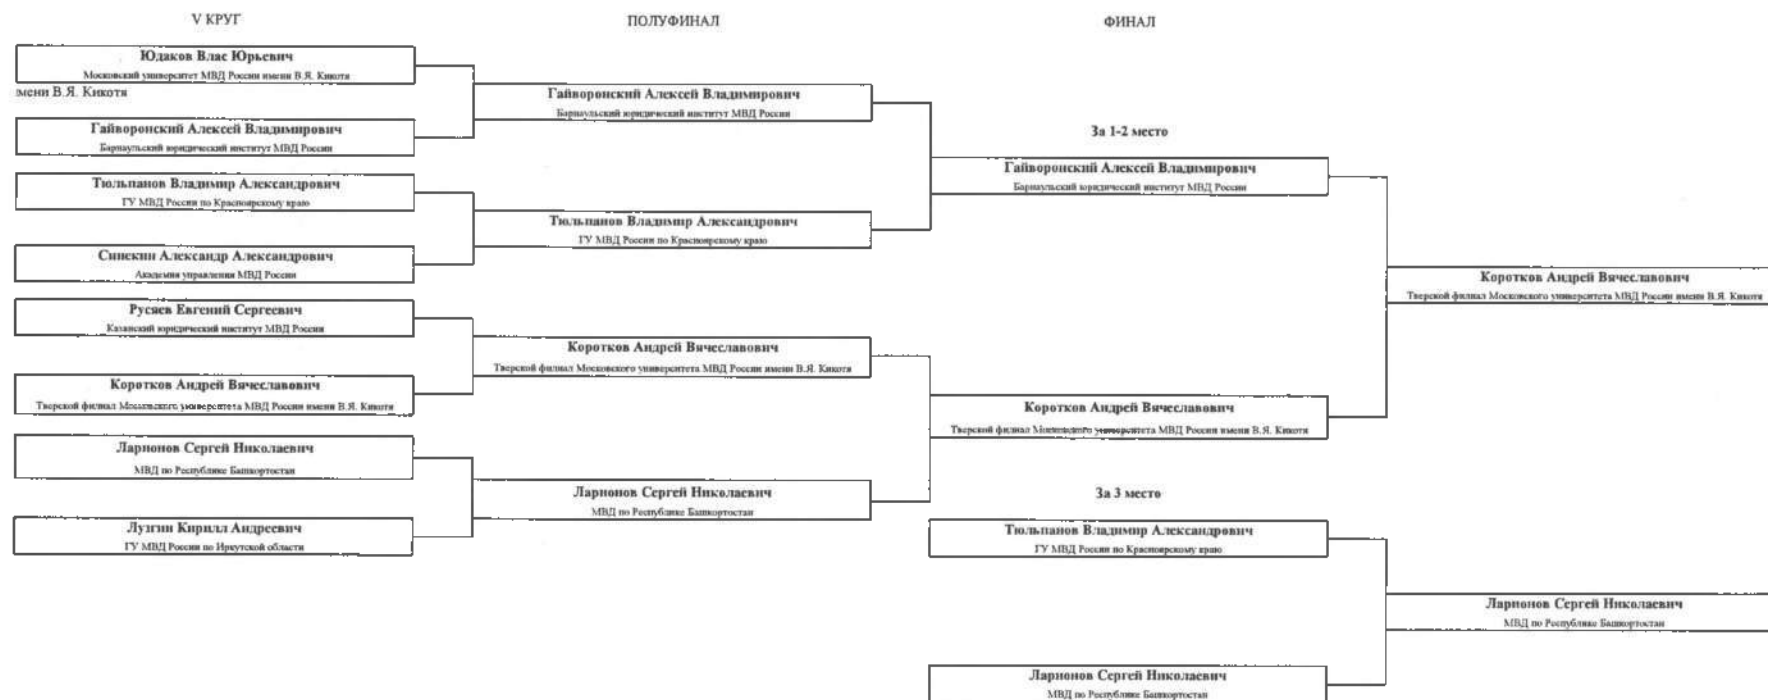 V КРУГ
Юдаков Влас Юрьевич
Московский университет МВД России имени В.Я. Кикотя
мени В.Я. Кикотя
Гайворонский Алексей Владимирович
Барнаульский юридический институт МВД России
Тюльпанов Владимир Александрович
ГУ МВД России по Красноярскому краю
Синекин Александр Александрович
Академия управления МВД России
Русяев Евгений Сергеевич
Казанский юридический институт МВД России
Коротков Андрей Вячеславович
Тверской филиал Московского университета МВД России имени В.Я. Кикотя
Ларионов Сергей Николаевич
МВД по Республике Башкортостан
Лузгин Кирилл Андреевич
ГУ МВД России по Иркутской области
ПОЛУФИНАЛ
Гайворонский Алексей Владимирович
Барнаульский юридический институт МВД России
Тюльпанов Владимир Александрович
ГУ МВД России по Красноярскому краю
Коротков Андрей Вячеславович
Тверской филиал Московского университета МВД России имени В.Я. Кикотя
Ларионов Сергей Николаевич
МВД по Республике Башкортостан
ФИНАЛ
За 1-2 место
Гайворонский Алексей Владимирович
Барнаульский юридический институт МВД России
Коротков Андрей Вячеславович
Тверской филиал Московского университета МВД России имени В.Я. Кикотя
За 3 место
Тюльпанов Владимир Александрович
ГУ МВД России по Красноярскому краю
Ларионов Сергей Николаевич
МВД по Республике Башкортостан
Коротков Андрей Вячеславович
Тверской филиал Московского университета МВД России имени В.Я. Кикотя
Ларионов Сергей Николаевич
МВД по Республике Башкортостан